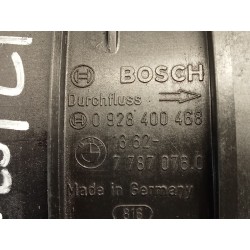 BOSCH
Durchfluss
0 928 400 468
13.62-
7 787 076.0
Made in Germany
816